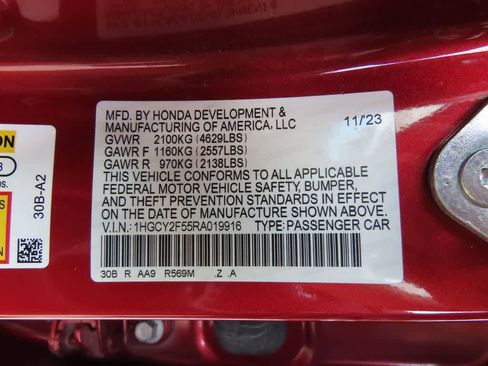 MFD. BY HONDA DEVELOPMENT &
MANUFACTURING OF AMERICA, LLC
11/23
GVWR 2100KG (4629LBS)
GAWR F 1160KG (2557LBS)
GAWR R 970KG (2138LBS)
THIS VEHICLE CONFORMS TO ALL APPLICABLE
FEDERAL MOTOR VEHICLE SAFETY, BUMPER,
AND THEFT PREVENTION STANDARDS IN EFFECT
ON THE DATE OF MANUFACTURE SHOWN ABOVE.
V.I.N.: 1HGCY2F55RA019916 TYPE: PASSENGER CAR
30B R AA9 R569M .Z .A
30B-A2